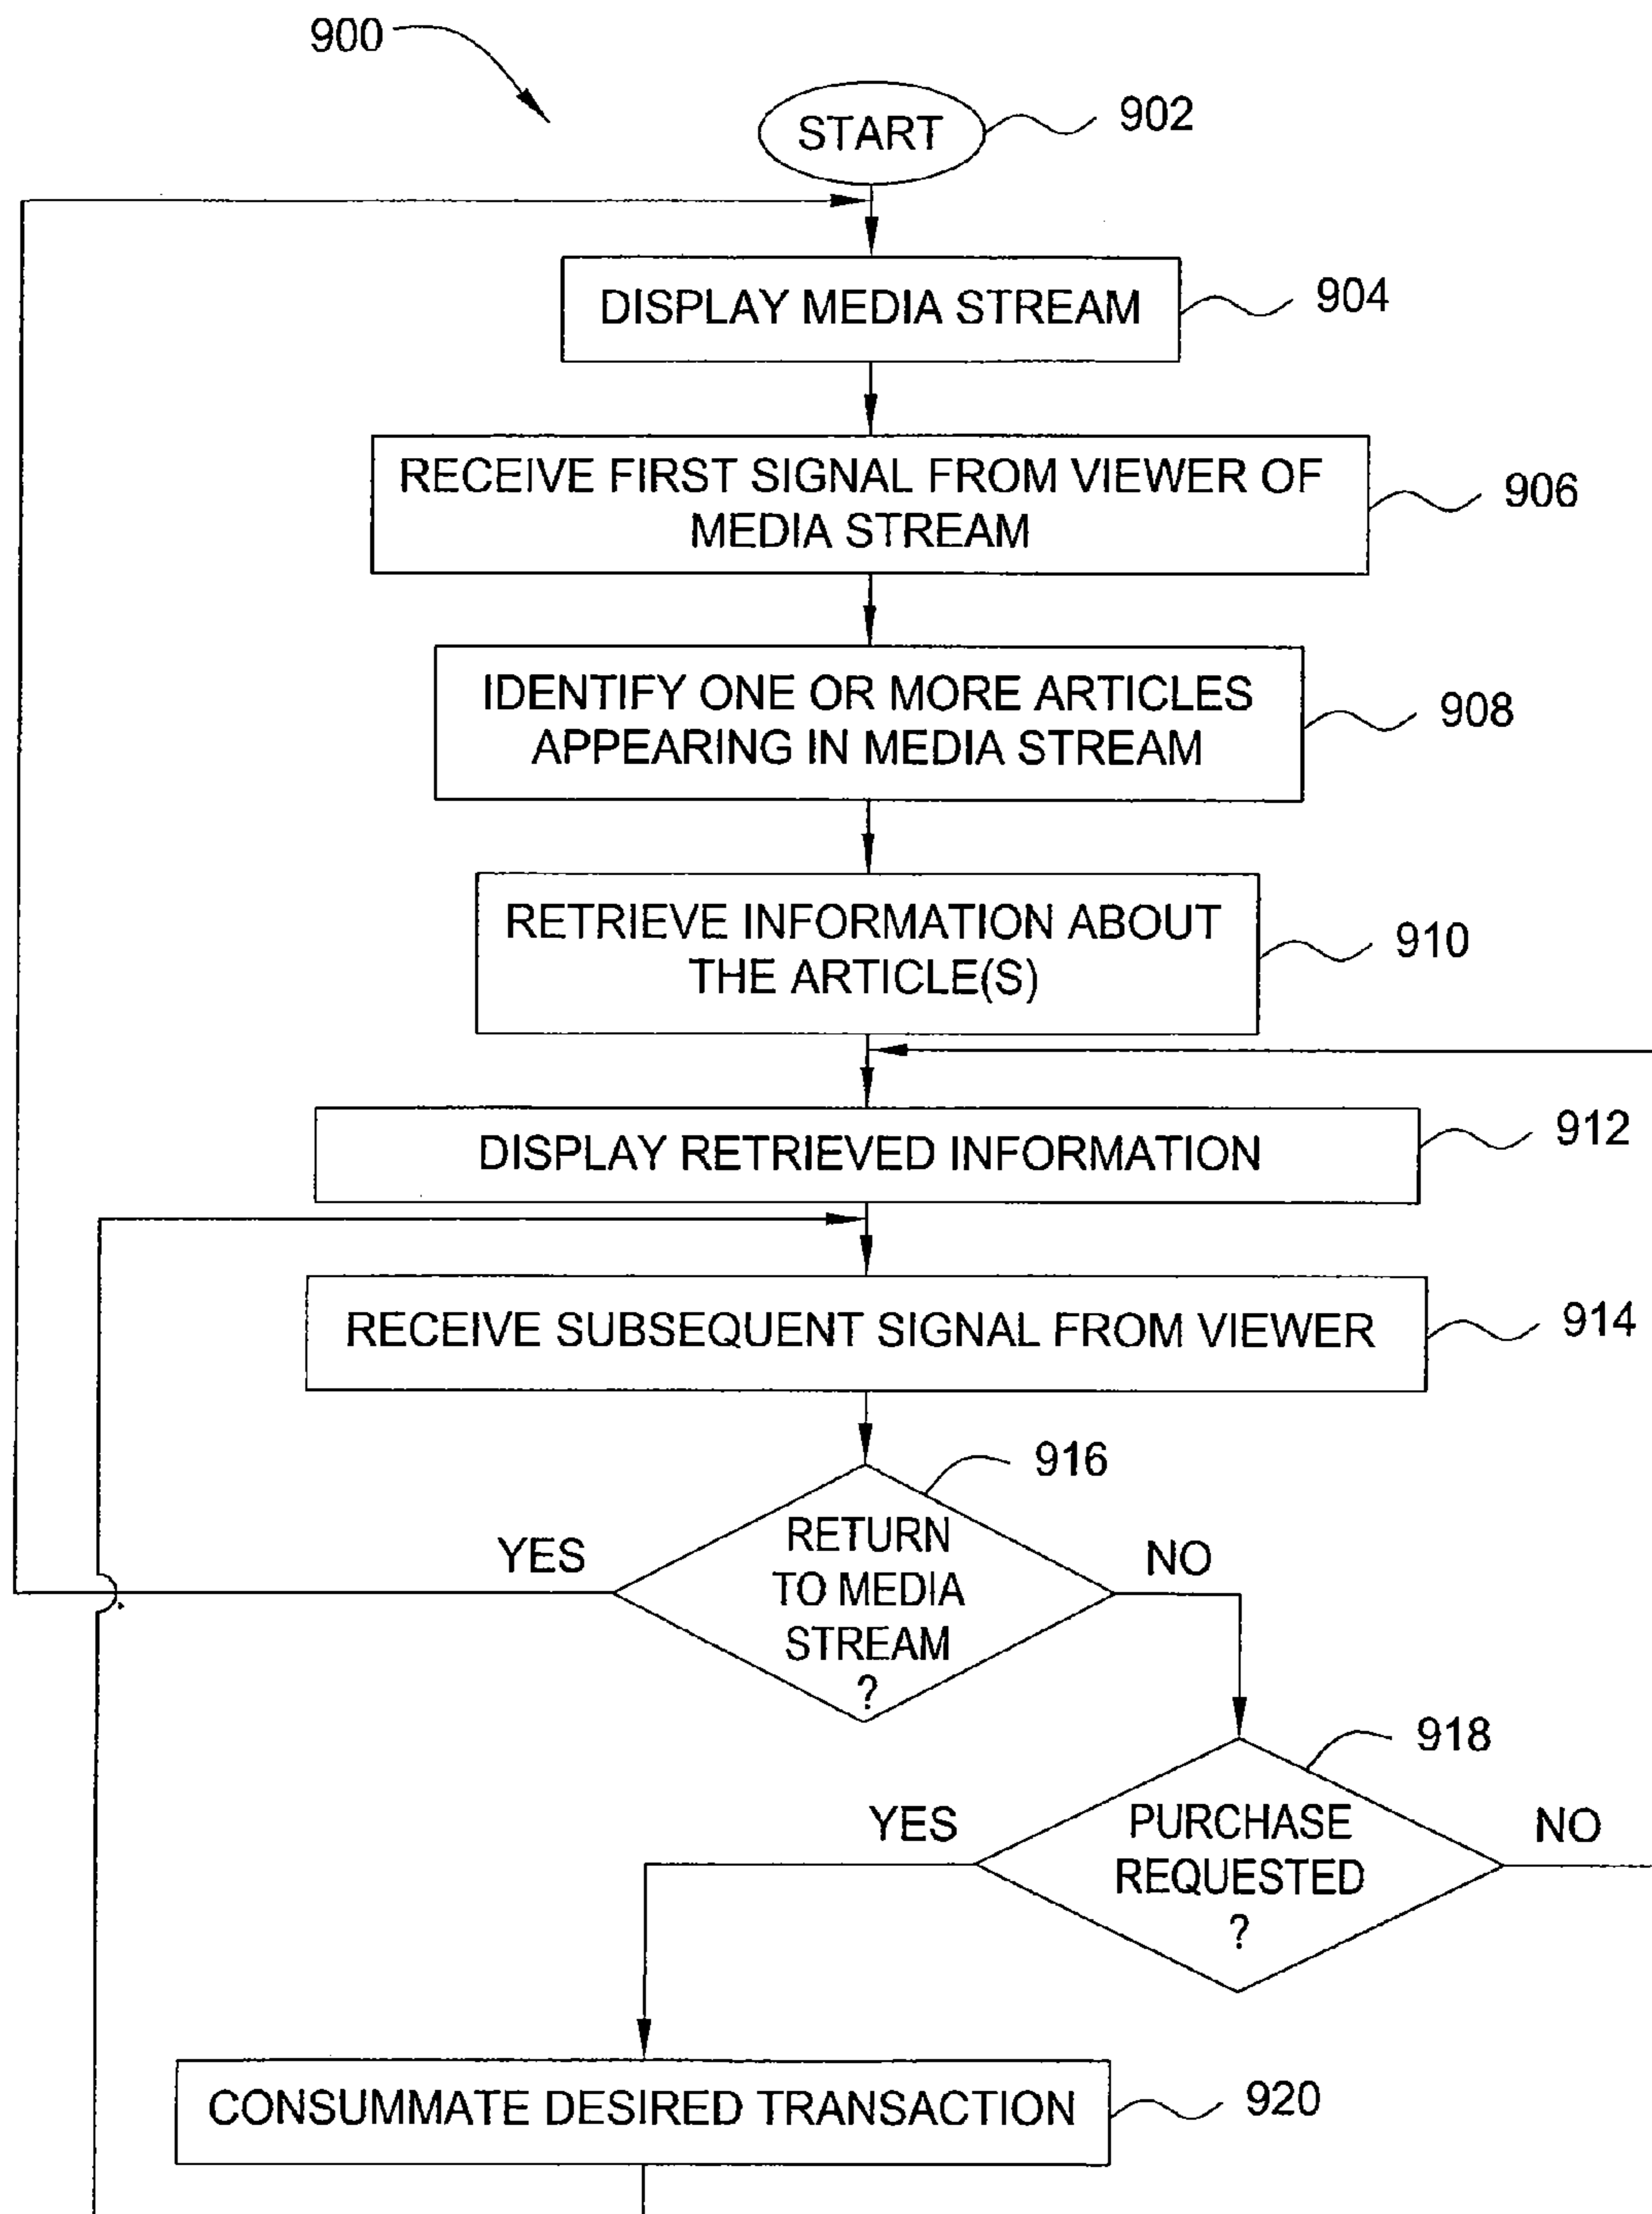 900
START
902
DISPLAY MEDIA STREAM
904
RECEIVE FIRST SIGNAL FROM VIEWER OF
MEDIA STREAM
906
IDENTIFY ONE OR MORE ARTICLES
APPEARING IN MEDIA STREAM
908
RETRIEVE INFORMATION ABOUT
THE ARTICLE(S)
910
DISPLAY RETRIEVED INFORMATION
912
RECEIVE SUBSEQUENT SIGNAL FROM VIEWER
914
916
RETURN
TO MEDIA
STREAM
?
YES
NO
918
PURCHASE
REQUESTED
?
YES
NO
CONSUMMATE DESIRED TRANSACTION
920